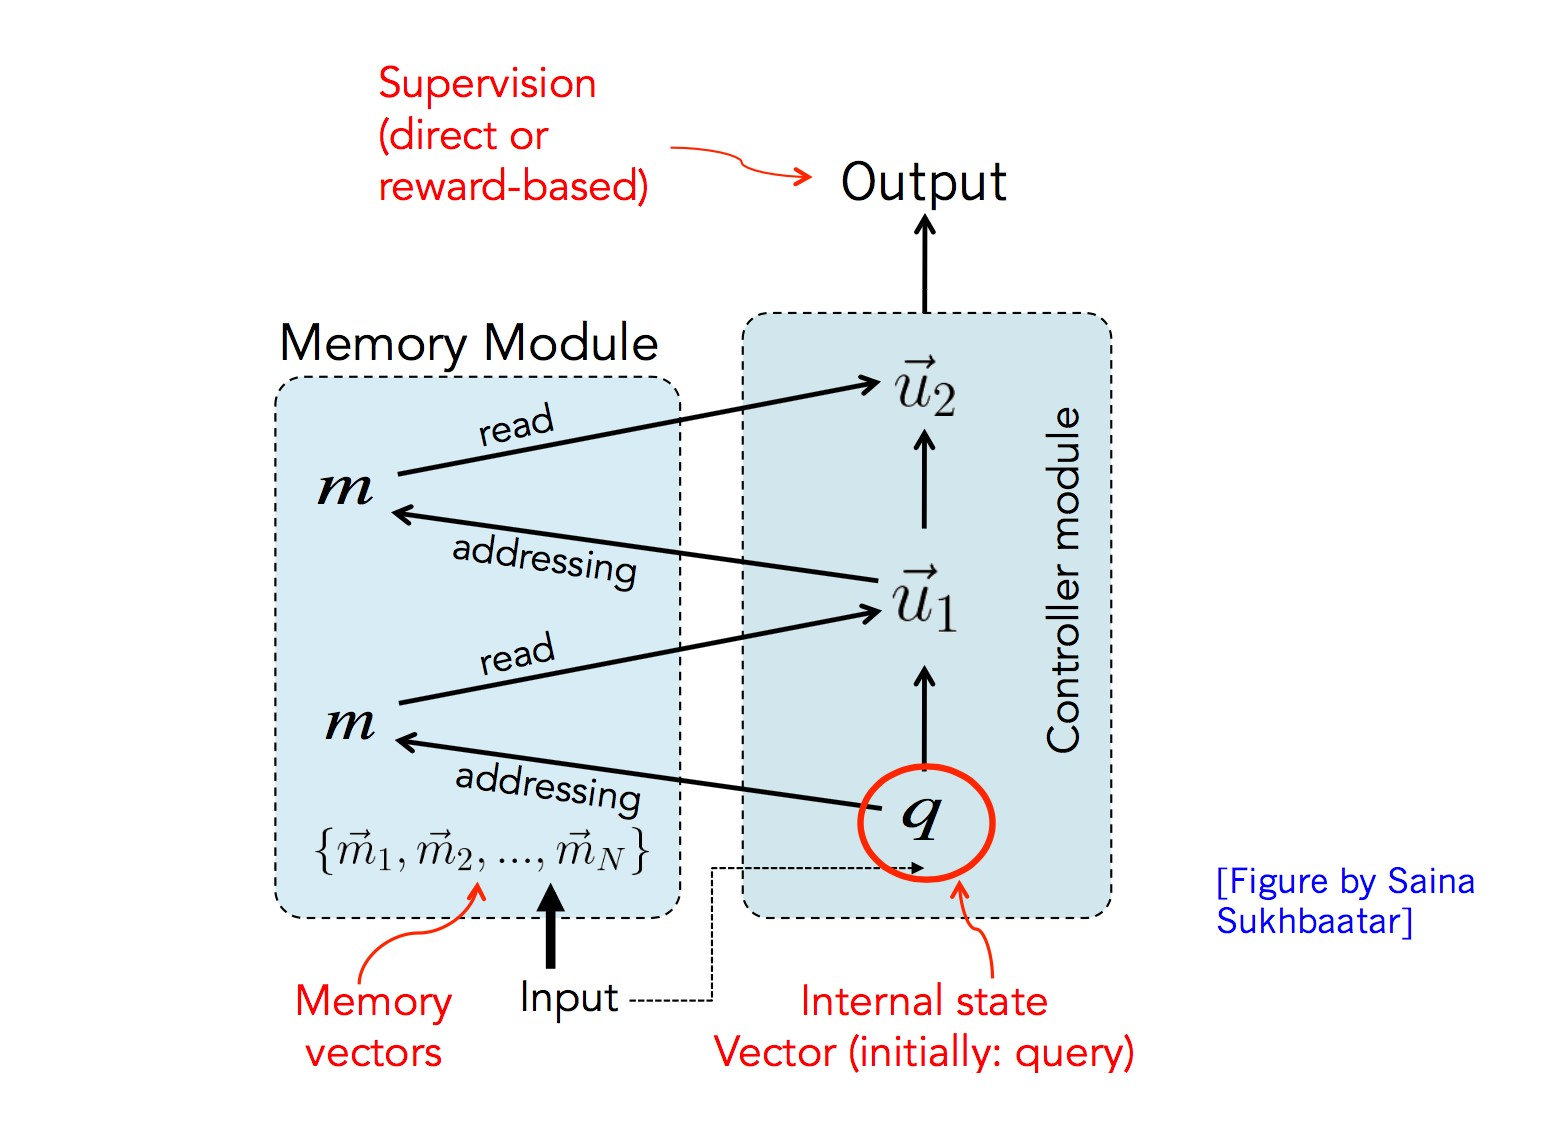 Supervision
(direct or
reward-based)
Output
Memory Module
read
m
addressing
read
m
addressing
{m⃗₁, m⃗₂, ..., m⃗_N}
u⃗₂
u⃗₁
q
Controller module
Input
Memory
vectors
Internal state
Vector (initially: query)
[Figure by Saina
Sukhbaatar]